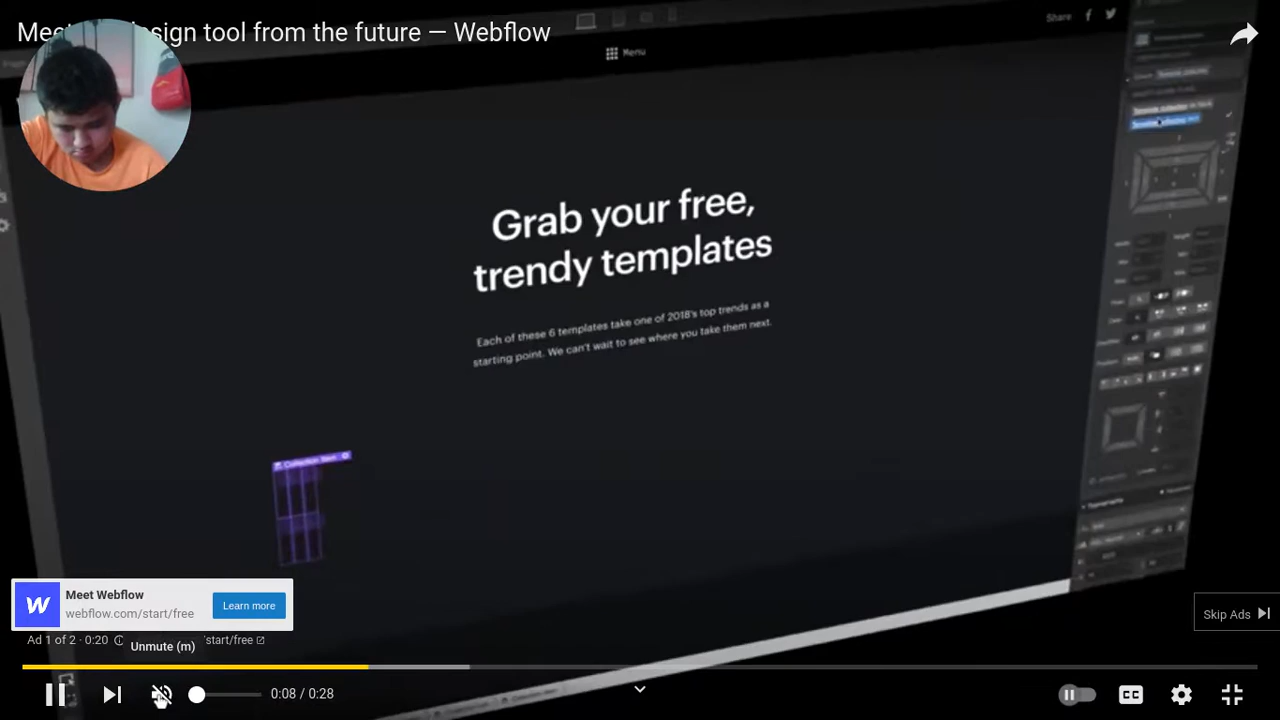 Meet sign tool from the future — Webflow
Share
Menu
Grab your free,
trendy templates
Each of these 6 templates take one of 2018's top trends as a
starting point. We can't wait to see where you take them next.
Collection Item
Meet Webflow
webflow.com/start/free
Learn more
Skip Ads
Ad 1 of 2 · 0:20
/start/free
Unmute (m)
0:08 / 0:28
CC